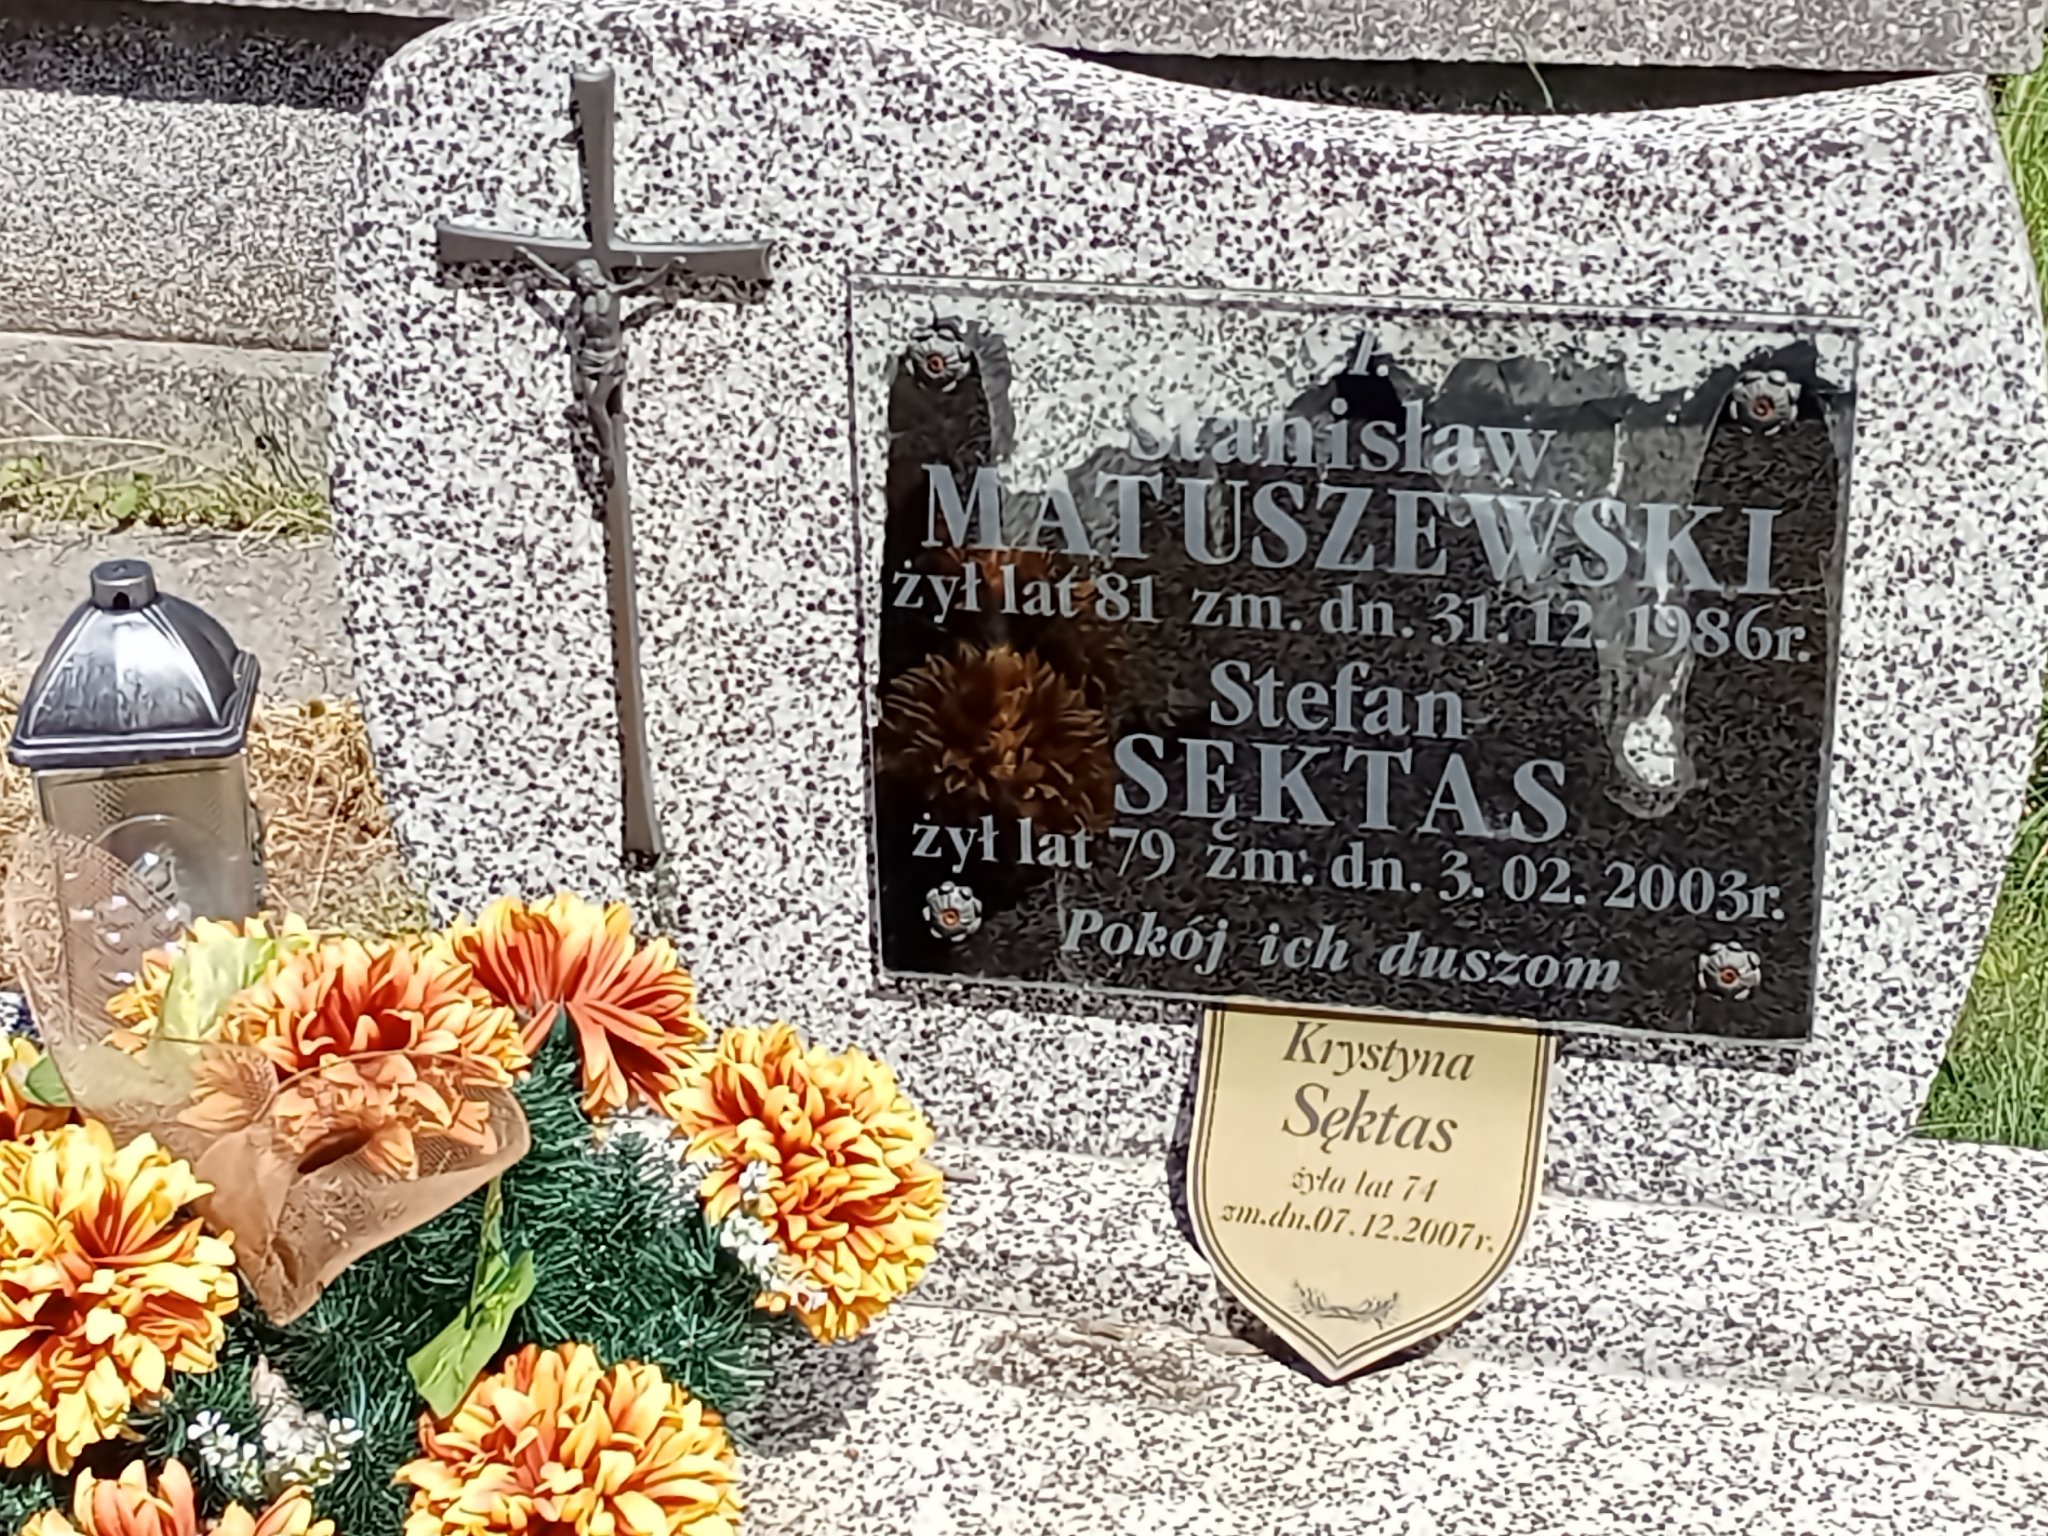 Ś.
Stanisław
MATUSZEWSKI
żył lat 81 zm. dn. 31. 12. 1986r.
Stefan
SĘKTAS
żył lat 79 zm. dn. 3. 02. 2003r.
Pokój ich duszom
Krystyna
Sęktas
żyła lat 74
zm.dn.07.12.2007r.